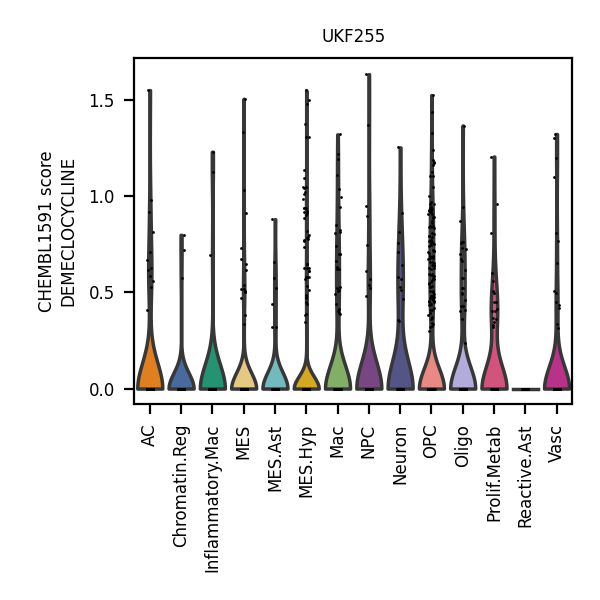 UKF255
CHEMBL1591 score
DEMECLOCYCLINE
1.5
1.0
0.5
0.0
AC
Chromatin.Reg
Inflammatory.Mac
MES
MES.Ast
MES.Hyp
Mac
NPC
Neuron
OPC
Oligo
Prolif.Metab
Reactive.Ast
Vasc